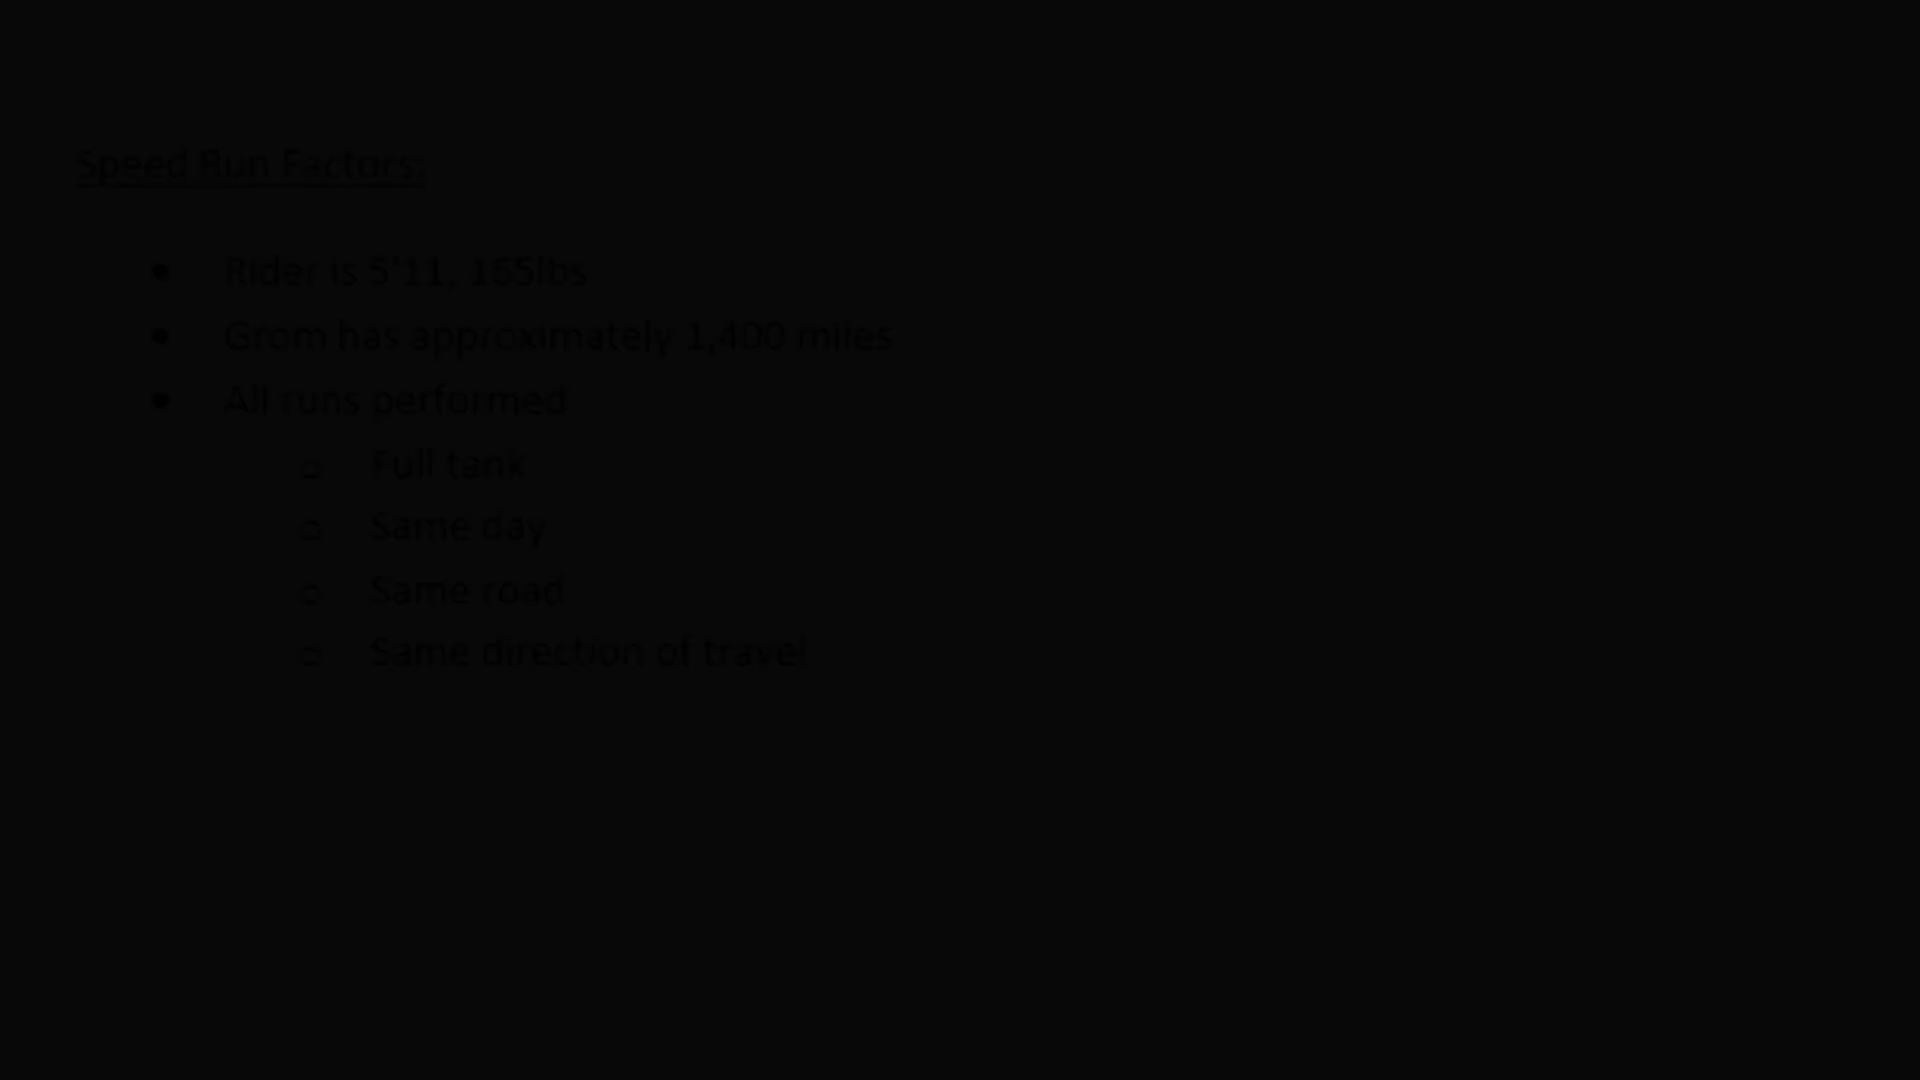 Speed Run Factors:
• Rider is 5'11, 165lbs
• Grom has approximately 1,400 miles
• All runs performed
o Full tank
o Same day
o Same road
o Same direction of travel